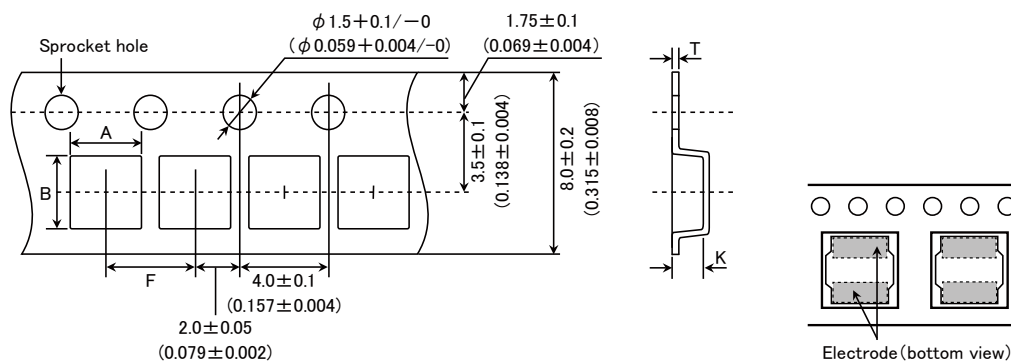 φ1.5+0.1/−0
(φ0.059+0.004/-0)
1.75±0.1
(0.069±0.004)
Sprocket hole
T
A
B
3.5±0.1
(0.138±0.004)
8.0±0.2
(0.315±0.008)
K
F
4.0±0.1
(0.157±0.004)
2.0±0.05
(0.079±0.002)
Electrode(bottom view)